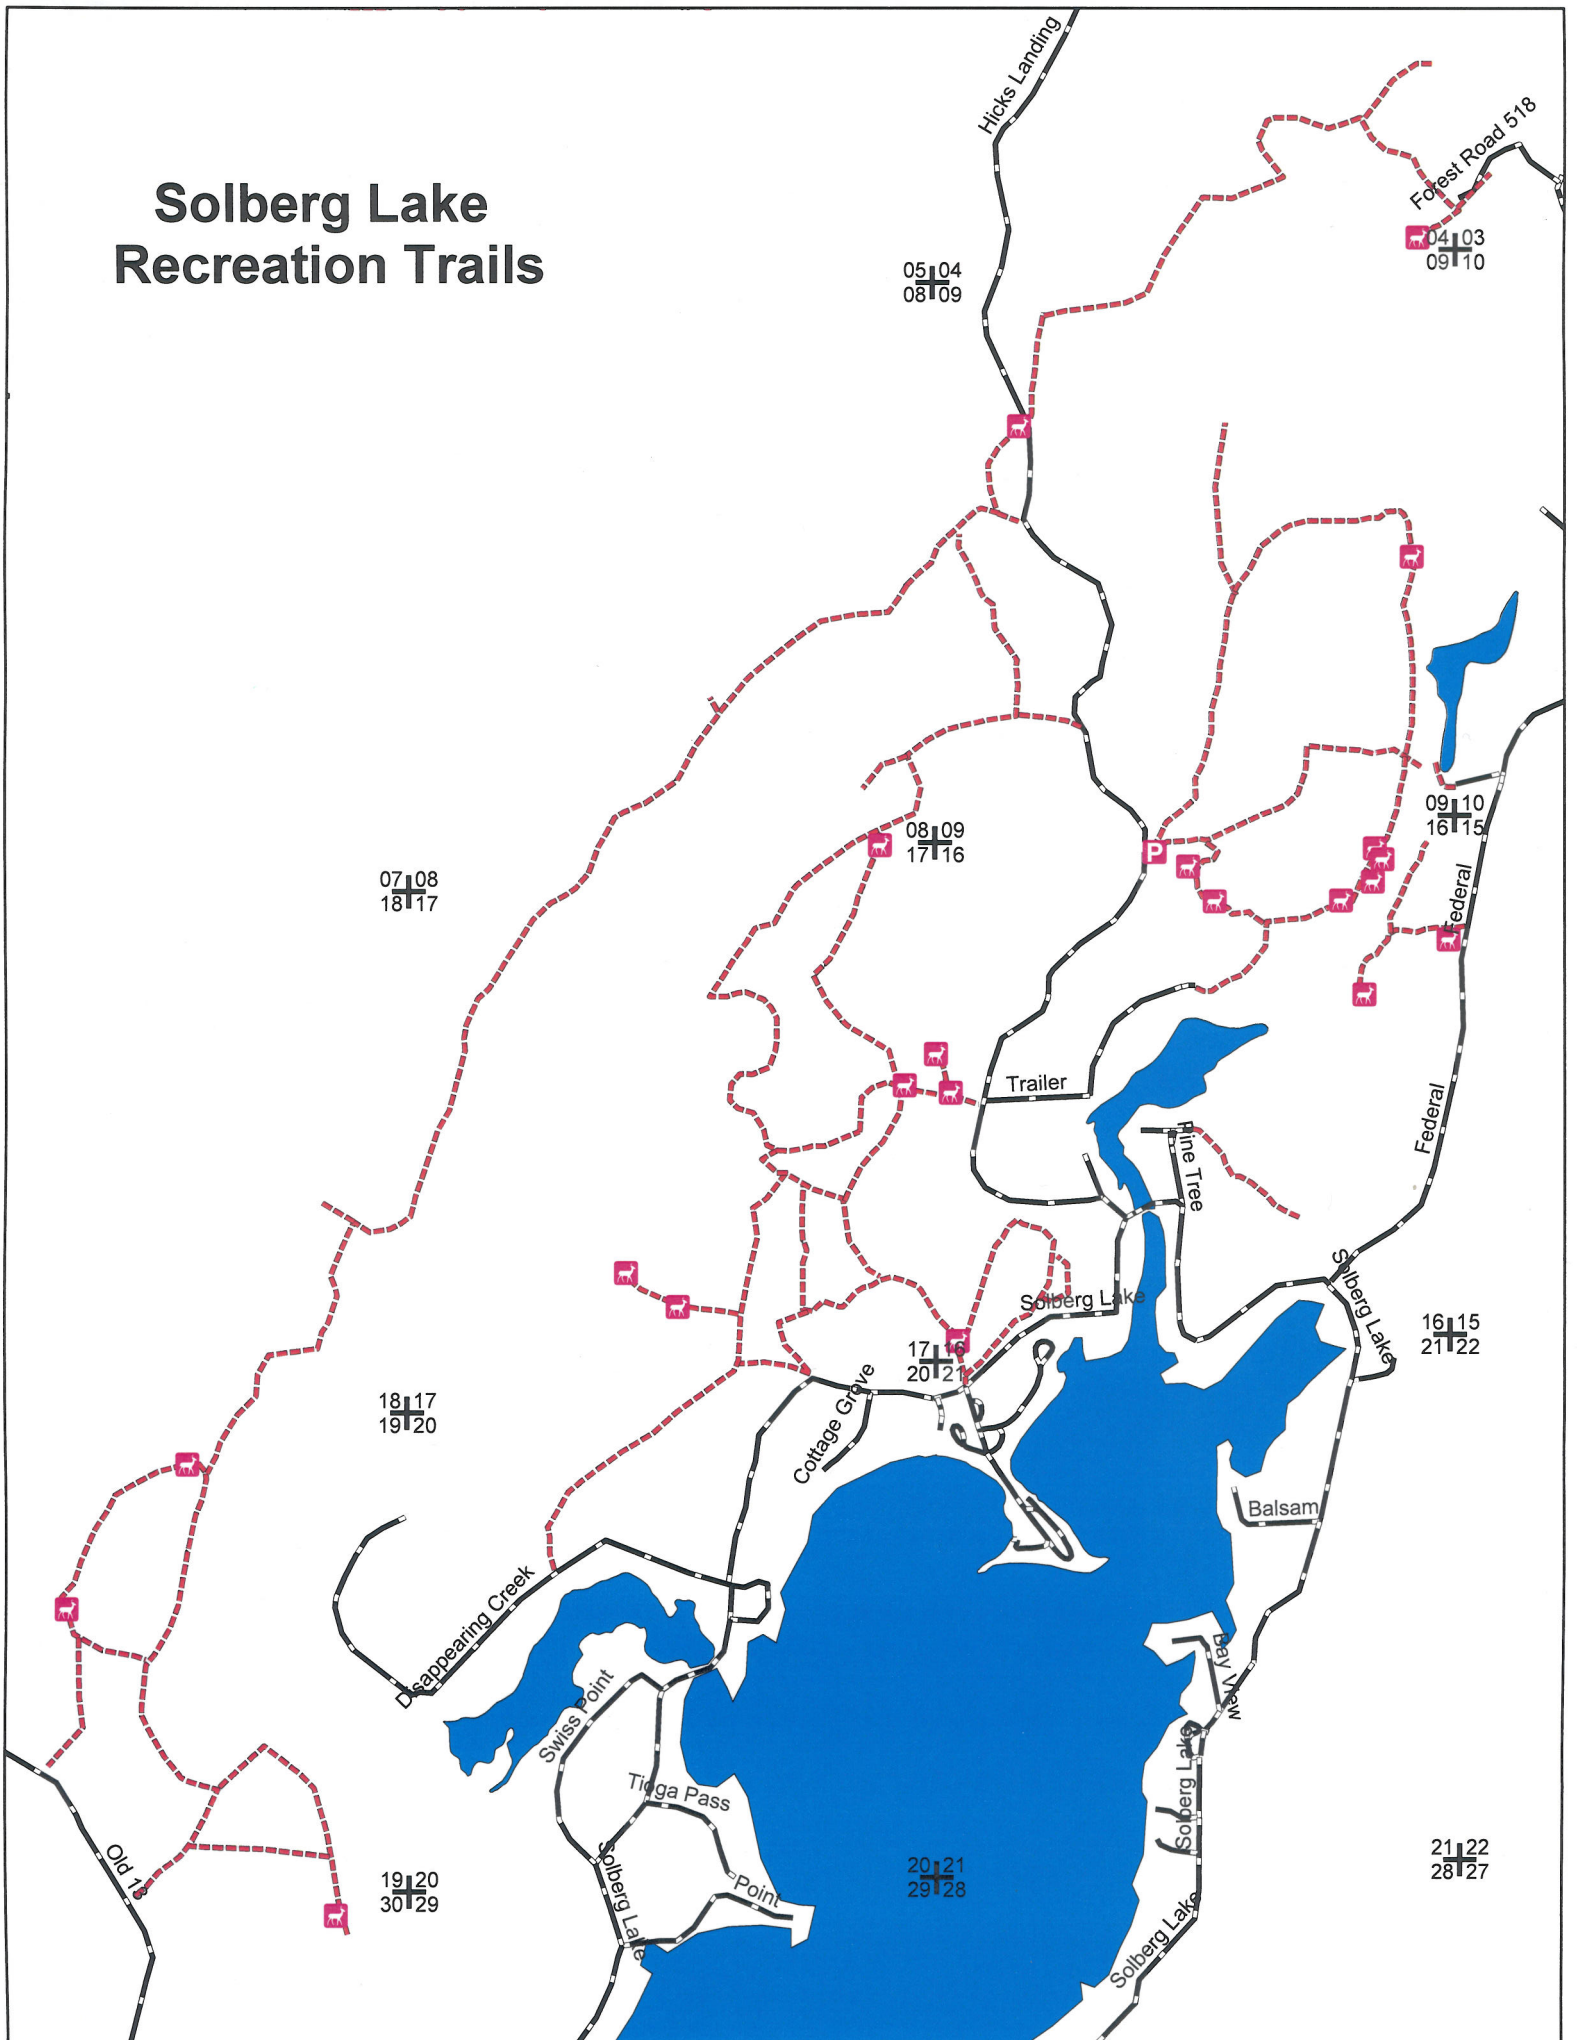 Hicks Landing
Forest Road 518
Solberg Lake
Recreation Trails
04 03
09 10
05 04
08 09
09 10
16 15
08 09
17 16
P
07 08
18 17
Federal
Trailer
Federal
Pine Tree
Solberg Lake
Solberg Lake
16 15
21 22
17 16
20 21
Cottage Grove
18 17
19 20
Balsam
Disappearing Creek
Bay View
Swiss Point
Tioga Pass
Solberg Lake
Old 13
21 22
28 27
20 21
29 28
19 20
30 29
Solberg Lake
Point
Solberg Lake